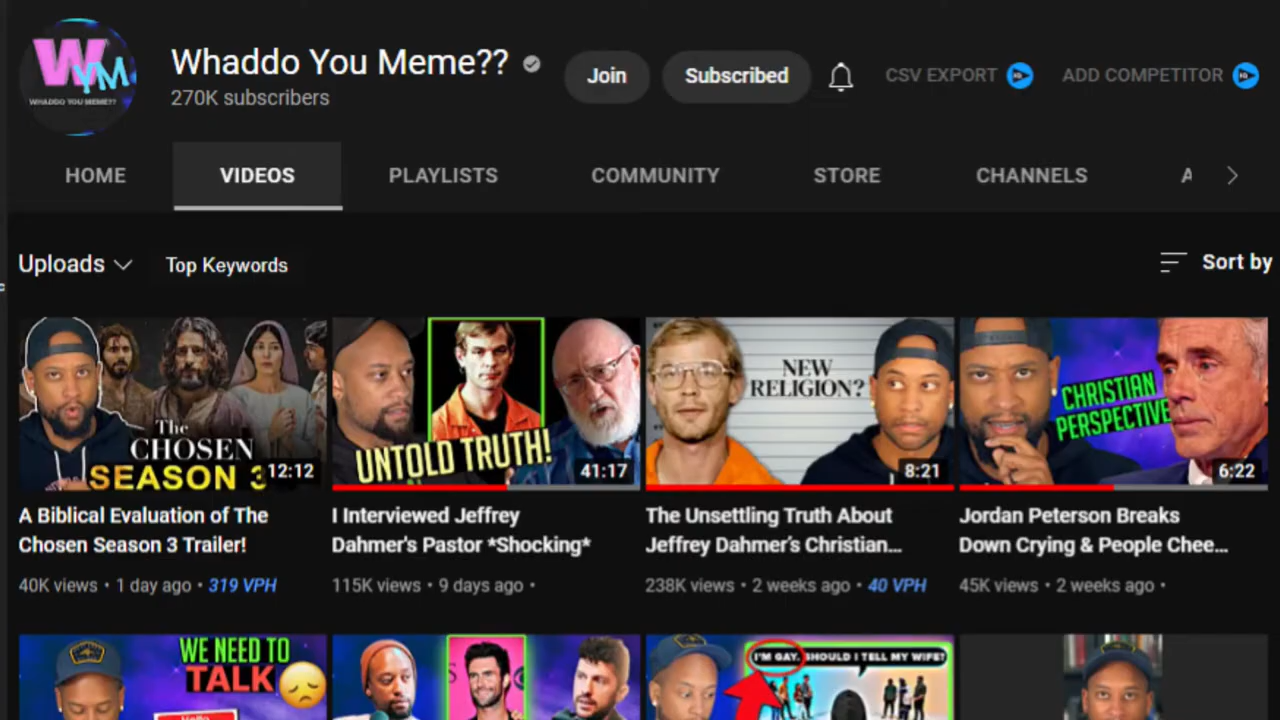 WYM
WHADDO YOU MEME??
Whaddo You Meme??
270K subscribers
Join
Subscribed
CSV EXPORT
ADD COMPETITOR
HOME
VIDEOS
PLAYLISTS
COMMUNITY
STORE
CHANNELS
A
Uploads
Top Keywords
Sort by
The
CHOSEN
SEASON 3
12:12
UNTOLD TRUTH!
41:17
NEW
RELIGION?
8:21
CHRISTIAN
PERSPECTIVE
6:22
A Biblical Evaluation of The
Chosen Season 3 Trailer!
40K views • 1 day ago • 319 VPH
I Interviewed Jeffrey
Dahmer's Pastor *Shocking*
115K views • 9 days ago •
The Unsettling Truth About
Jeffrey Dahmer's Christian...
238K views • 2 weeks ago • 40 VPH
Jordan Peterson Breaks
Down Crying & People Chee...
45K views • 2 weeks ago •
WE NEED TO
TALK
I'M GAY. SHOULD I TELL MY WIFE?